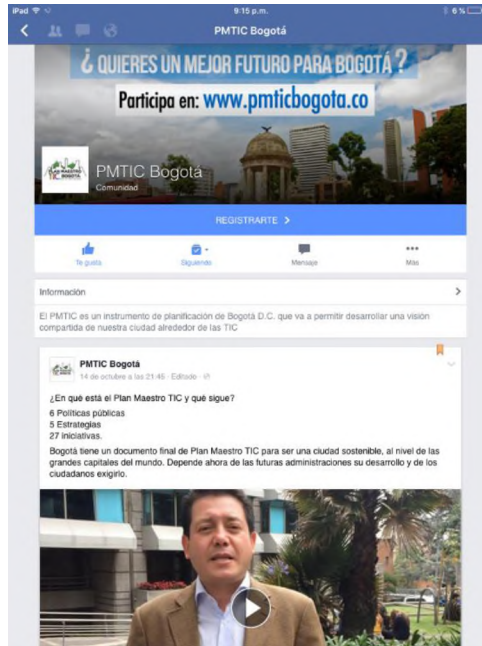 iPad 9:15 p.m. 6 %
PMTIC Bogotá
¿ QUIERES UN MEJOR FUTURO PARA BOGOTÁ ?
Participa en: www.pmticbogota.co
PLAN MAESTRO
TIC BOGOTÁ
PMTIC Bogotá
Comunidad
REGISTRARTE >
Te gusta Siguiendo Mensaje Más
Información
El PMTIC es un instrumento de planificación de Bogotá D.C. que va a permitir desarrollar una visión
compartida de nuestra ciudad alrededor de las TIC
PMTIC Bogotá
14 de octubre a las 21:46 · Editado ·
¿En qué está el Plan Maestro TIC y qué sigue?
6 Políticas públicas
5 Estrategias
27 Iniciativas.
Bogotá tiene un documento final de Plan Maestro TIC para ser una ciudad sostenible, al nivel de las
grandes capitales del mundo. Depende ahora de las futuras administraciones su desarrollo y de los
ciudadanos exigirlo.